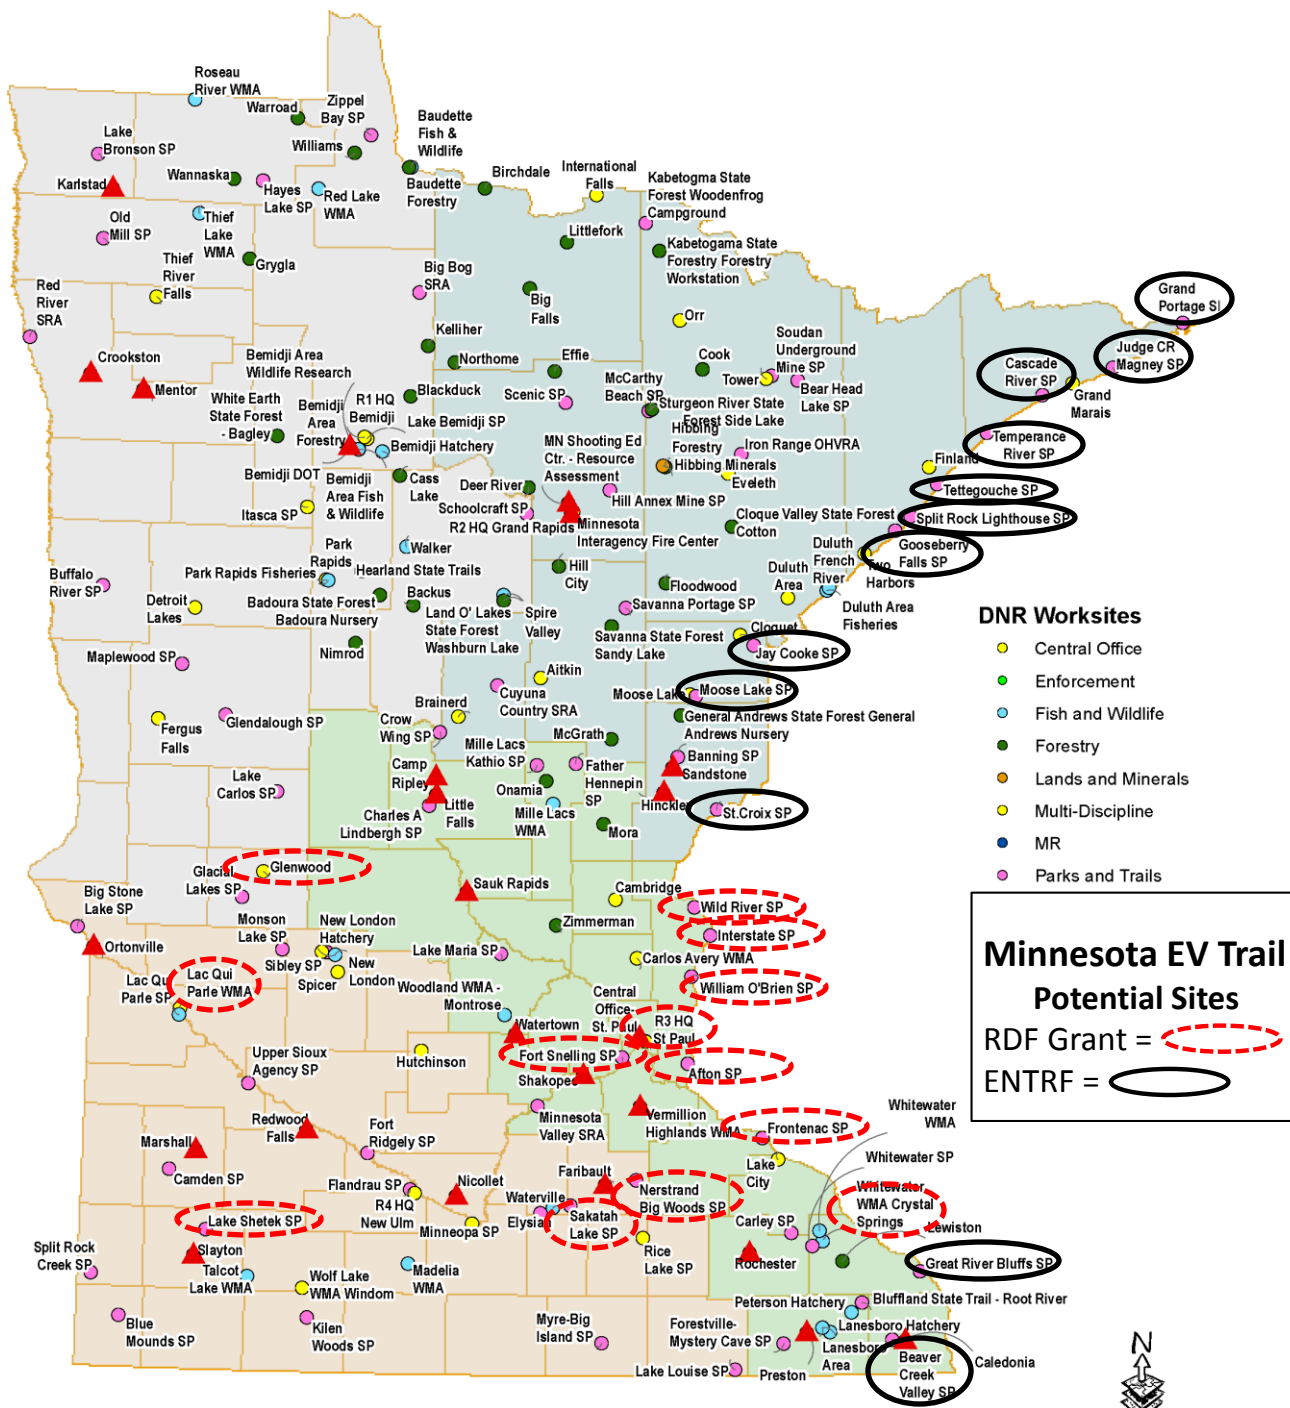 Roseau
River WMA
Warroad
Zippel
Bay SP
Williams
Baudette
Fish &
Wildlife
Lake
Bronson SP
Karlstad
Wannaska
Hayes
Lake SP
Red Lake
WMA
Baudette
Forestry
Birchdale
International
Falls
Kabetogma State
Forest Woodenfrog
Campground
Old
Mill SP
Thief
Lake
WMA
Grygla
Littlefork
Kabetogama State
Forestry Forestry
Workstation
Thief
River
Falls
Red
River
SRA
Big Bog
SRA
Big
Falls
Orr
Grand
Portage S
Crookston
Mentor
Bemidji Area
Wildlife Research
Kelliher
Northome
Effie
Cook
Soudan
Underground
Mine SP
Tower
Bear Head
Lake SP
Cascade
River SP
Judge CR
Magney SP
Grand
Marais
White Earth
State Forest
- Bagley
Bemidji
Area
Forestry
R1 HQ
Bemidji
Blackduck
Lake Bemidji SP
Bemidji Hatchery
Scenic SP
McCarthy
Beach SP
Sturgeon River State
Forest Side Lake
Hibbing
Forestry
Hibbing Minerals
Iron Range OHVRA
Eveleth
Temperance
River SP
Finland
Tettegouche SP
Bemidji DOT
Bemidji
Area Fish
& Wildlife
Cass
Lake
Itasca SP
MN Shooting Ed
Ctr. - Resource
Assessment
Deer River
Schoolcraft SP
R2 HQ Grand Rapids
Hill Annex Mine SP
Minnesota
Interagency Fire Center
Cloque Valley State Forest
Cotton
Split Rock Lighthouse SP
Gooseberry
Falls SP
Duluth
French
River
Two
Harbors
Duluth
Area
Duluth Area
Fisheries
Buffalo
River SP
Park
Rapids
Park Rapids Fisheries
Walker
Hearland State Trails
Badoura State Forest
Badoura Nursery
Backus
Land O' Lakes
State Forest
Washburn Lake
Spire
Valley
Hill
City
Floodwood
Savanna Portage SP
Savanna State Forest
Sandy Lake
Cloquet
Jay Cooke SP
Detroit
Lakes
Nimrod
Maplewood SP
Aitkin
Cuyuna
Country SRA
Moose Lake
Moose Lake SP
General Andrews State Forest General
Andrews Nursery
Fergus
Falls
Glendalough SP
Brainerd
Crow
Wing SP
McGrath
Banning SP
Sandstone
Mille Lacs
Kathio SP
Father
Hennepin
SP
Camp
Ripley
Little
Falls
Charles A
Lindbergh SP
Onamia
Mille Lacs
WMA
Mora
Hinckley
St.Croix SP
Lake
Carlos SP
DNR Worksites
Central Office
Enforcement
Fish and Wildlife
Forestry
Lands and Minerals
Multi-Discipline
MR
Parks and Trails
Glenwood
Glacial
Lakes SP
Big Stone
Lake SP
Ortonville
Monson
Lake SP
New London
Hatchery
Sibley SP
Spicer
New
London
Sauk Rapids
Cambridge
Zimmerman
Lake Maria SP
Wild River SP
Interstate SP
Carlos Avery WMA
William O'Brien SP
Lac Qui
Parle SP
Lac Qui
Parle WMA
Woodland WMA -
Montrose
Central
Office-
St. Paul
R3 HQ
St Paul
Watertown
Fort Snelling SP
Shakopee
Afton SP
Hutchinson
Upper Sioux
Agency SP
Minnesota EV Trail
Potential Sites
RDF Grant =
ENTRF =
Redwood
Falls
Fort
Ridgely SP
Minnesota
Valley SRA
Vermillion
Highlands WMA
Frontenac SP
Whitewater
WMA
Whitewater SP
Marshall
Camden SP
Flandrau SP
R4 HQ
New Ulm
Nicollet
Minneopa SP
Faribault
Waterville
Elysian
Sakatah
Lake SP
Nerstrand
Big Woods SP
Rice
Lake SP
Lake
City
Carley SP
Whitewater
WMA Crystal
Springs
Lewiston
Rochester
Great River Bluffs SP
Lake Shetek SP
Slayton
Talcot
Lake WMA
Split Rock
Creek SP
Wolf Lake
WMA Windom
Madelia
WMA
Blue
Mounds SP
Kilen
Woods SP
Myre-Big
Island SP
Forestville-
Mystery Cave SP
Lake Louise SP
Preston
Peterson Hatchery
Bluffland State Trail - Root River
Lanesboro Hatchery
Lanesboro
Area
Beaver
Creek
Valley SP
Caledonia
N